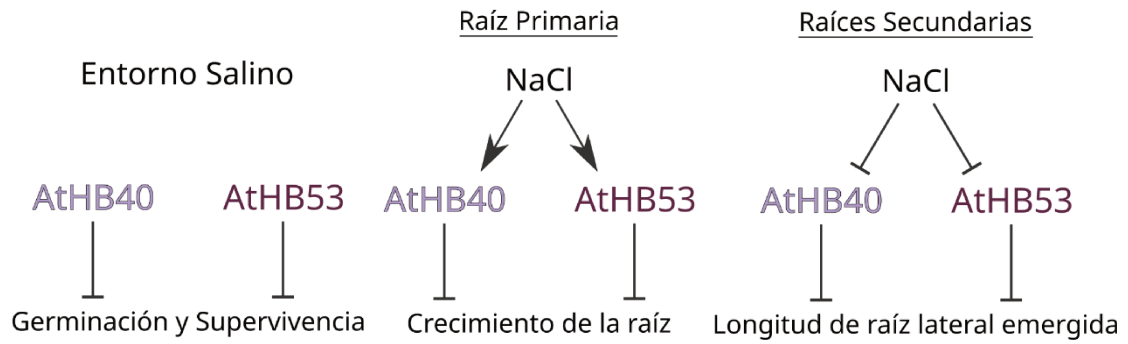 Raíz Primaria
Raíces Secundarias
Entorno Salino
NaCl
NaCl
AtHB40
AtHB53
AtHB40
AtHB53
AtHB40
AtHB53
Germinación y Supervivencia
Crecimiento de la raíz
Longitud de raíz lateral emergida